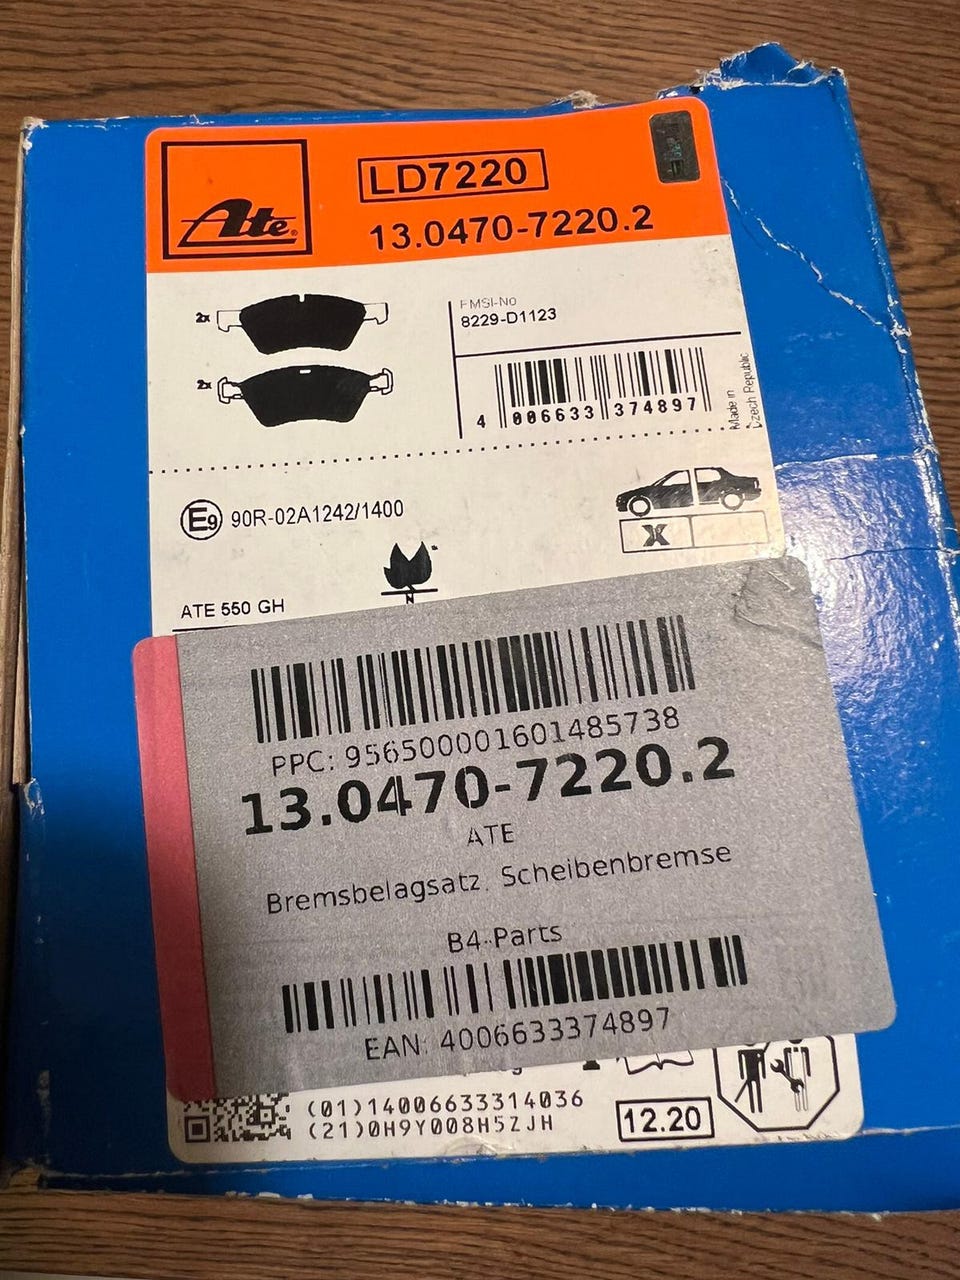 Ate®
LD7220
13.0470-7220.2
2x
2x
FMSI-No
8229-D1123
4 006633 374897
Made in
Czech Republic
E9 90R-02A1242/1400
X
N
ATE 550 GH
PPC: 956500001601485738
13.0470-7220.2
ATE
Bremsbelagsatz, Scheibenbremse
B4-Parts
EAN: 4006633374897
(01)14006633314036
(21)0H9Y008H5ZJH
12.20